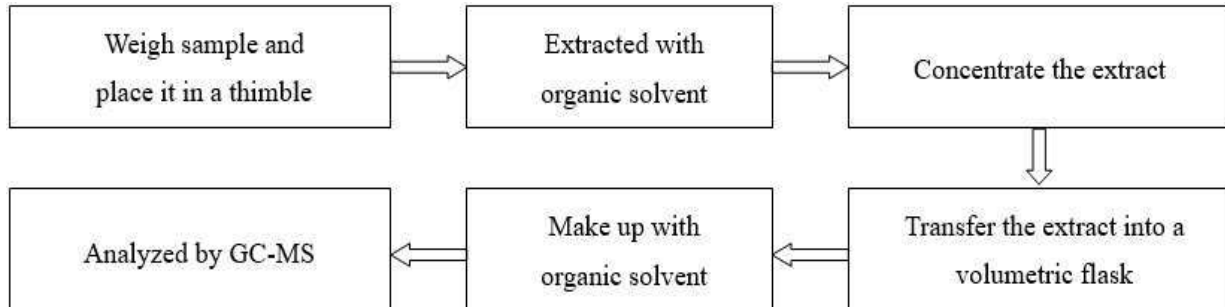 Weigh sample and
place it in a thimble
Extracted with
organic solvent
Concentrate the extract
Transfer the extract into a
volumetric flask
Make up with
organic solvent
Analyzed by GC-MS